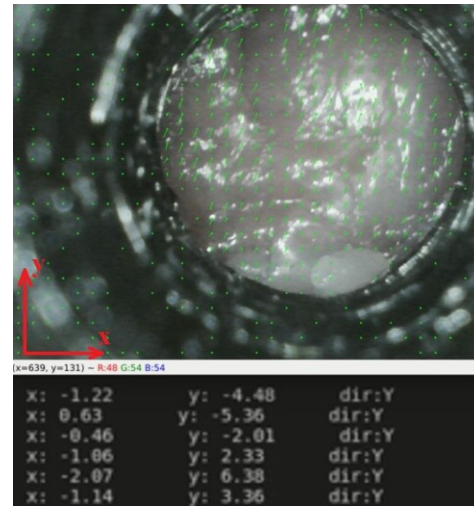 y
x
(x=639, y=131) ~ R:48 G:54 B:54
x: -1.22 y: -4.48 dir:Y
x: 0.63 y: -5.36 dir:Y
x: -0.46 y: -2.01 dir:Y
x: -1.06 y: 2.33 dir:Y
x: -2.07 y: 6.38 dir:Y
x: -1.14 y: 3.36 dir:Y